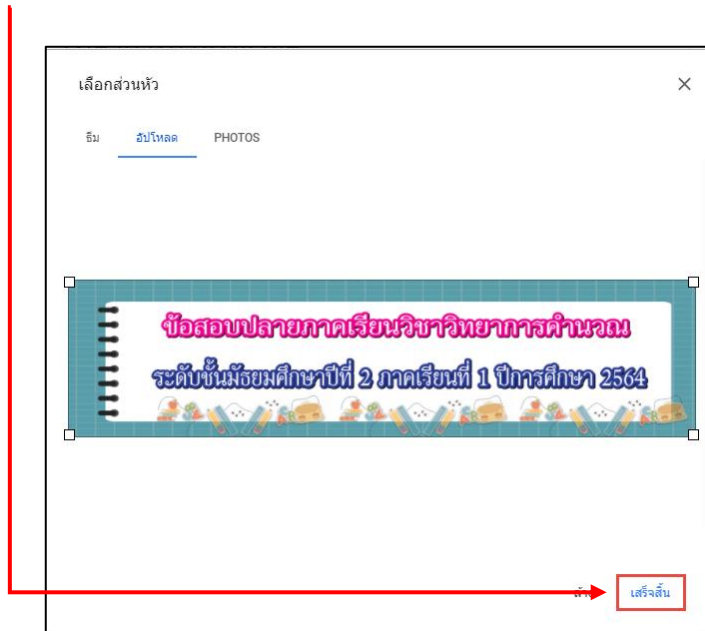 เลือกส่วนหัว
ธีม อัปโหลด PHOTOS
ข้อสอบปลายภาคเรียนวิชาวิทยาการคำนวณ
ระดับชั้นมัธยมศึกษาปีที่ 2 ภาคเรียนที่ 1 ปีการศึกษา 2564
เสร็จสิ้น